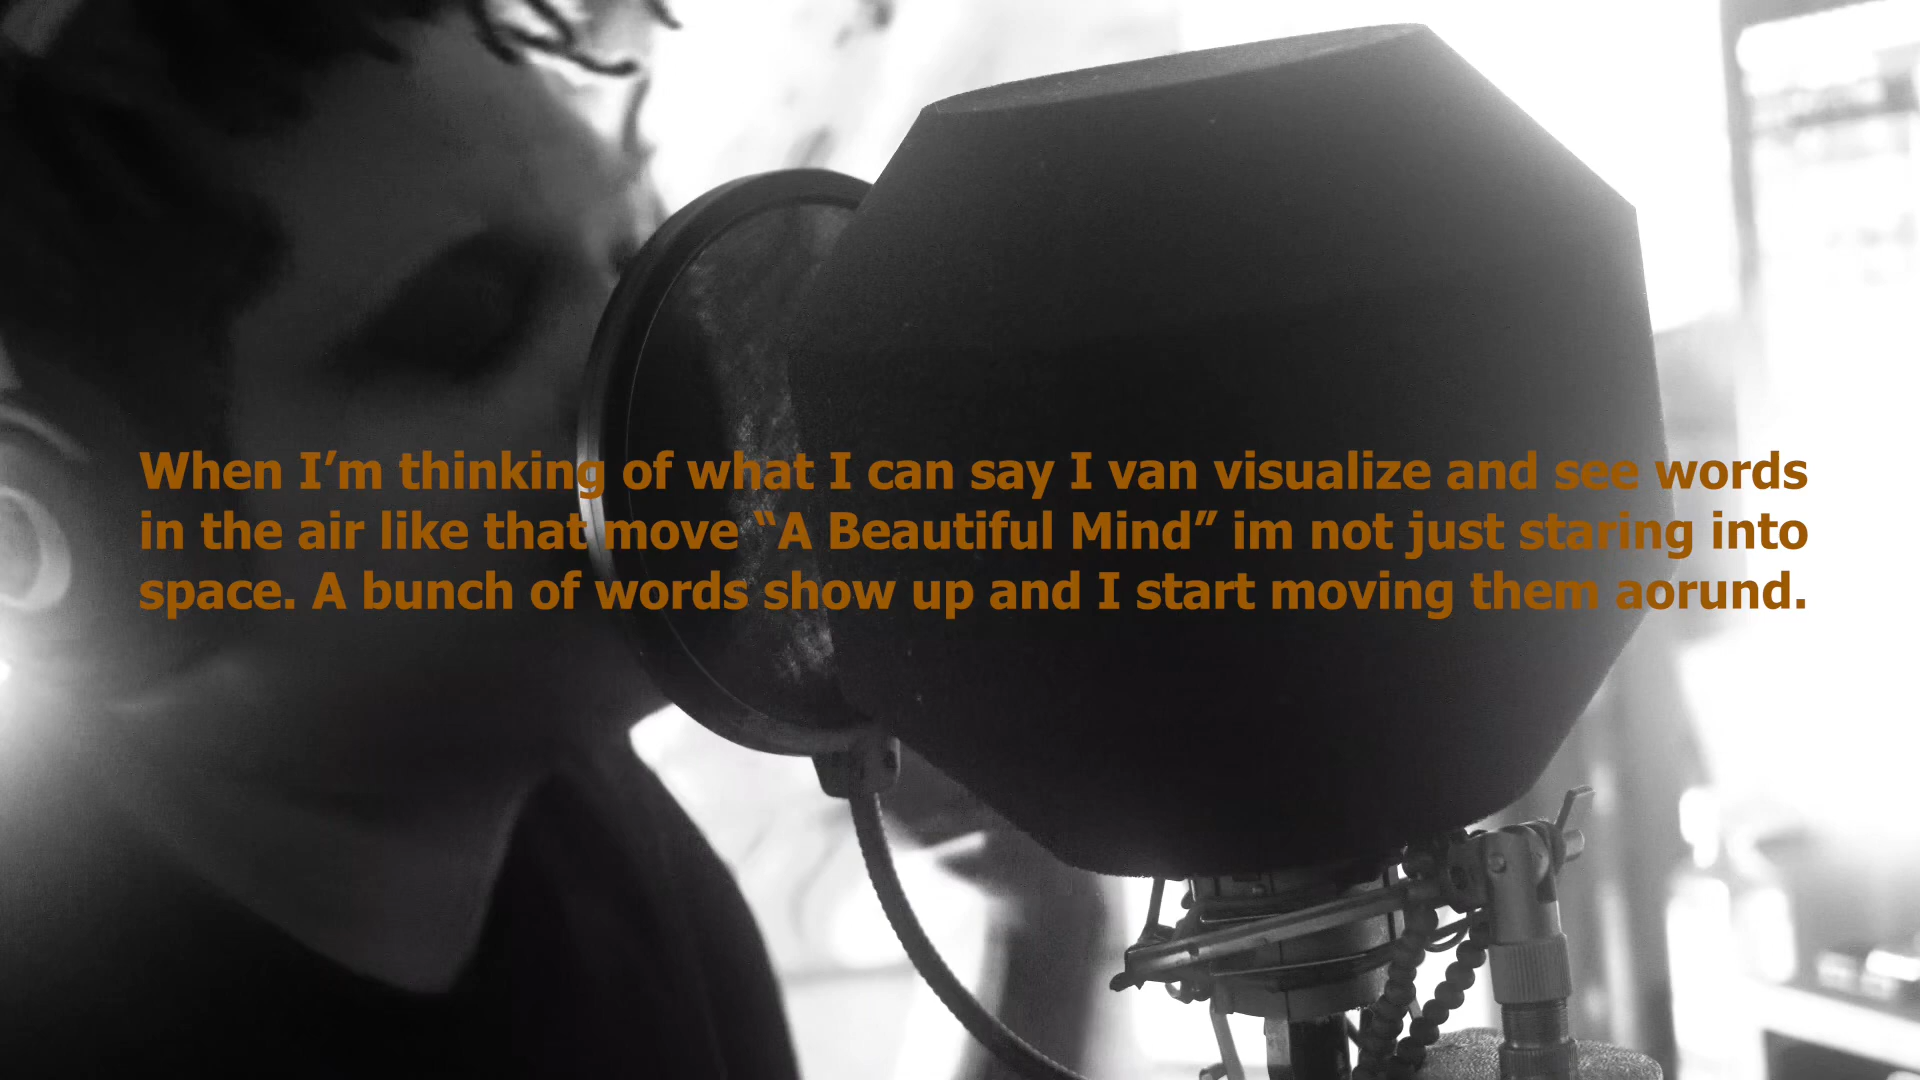 When I’m thinking of what I can say I van visualize and see words
in the air like that move “A Beautiful Mind” im not just staring into
space. A bunch of words show up and I start moving them aorund.